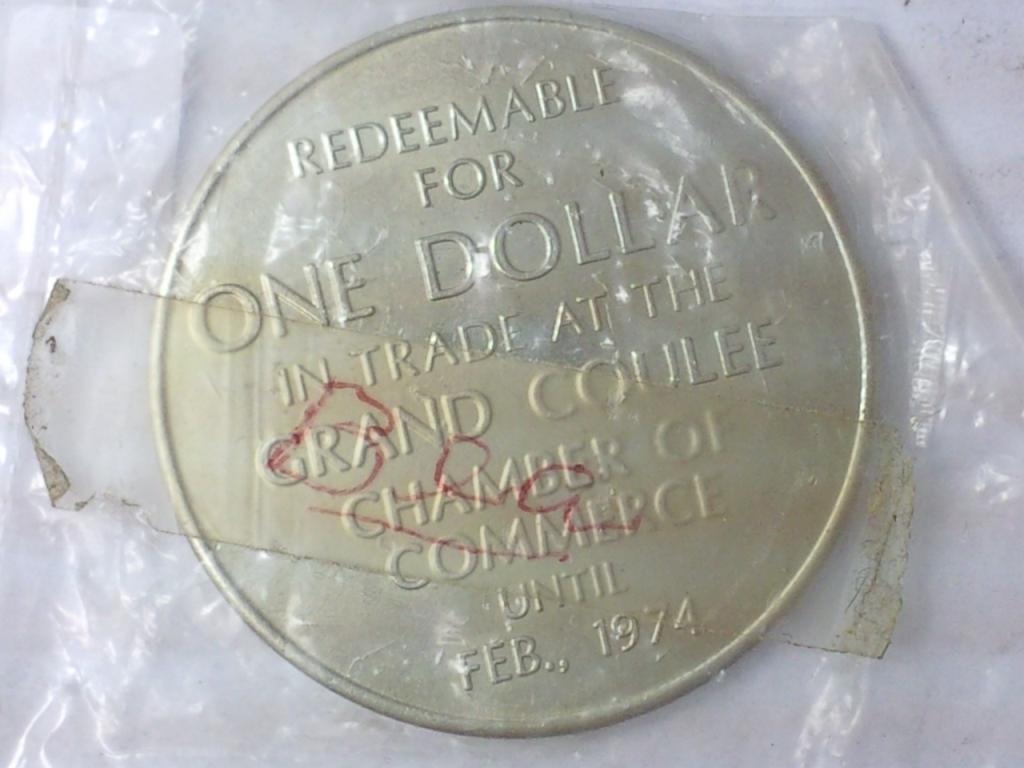 REDEEMABLE
FOR
ONE DOLLAR
IN TRADE AT THE
GRAND COULEE
CHAMBER OF
COMMERCE
UNTIL
FEB., 1974